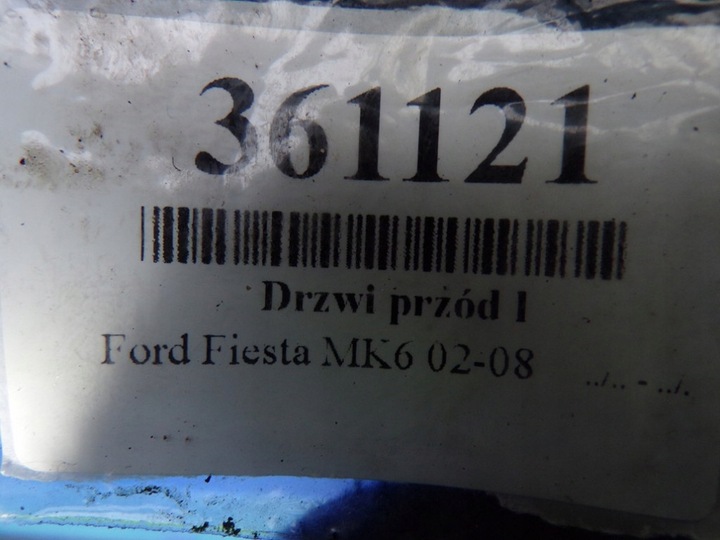 361121
Drzwi przód l
Ford Fiesta MK6 02-08 ../.. - ../.